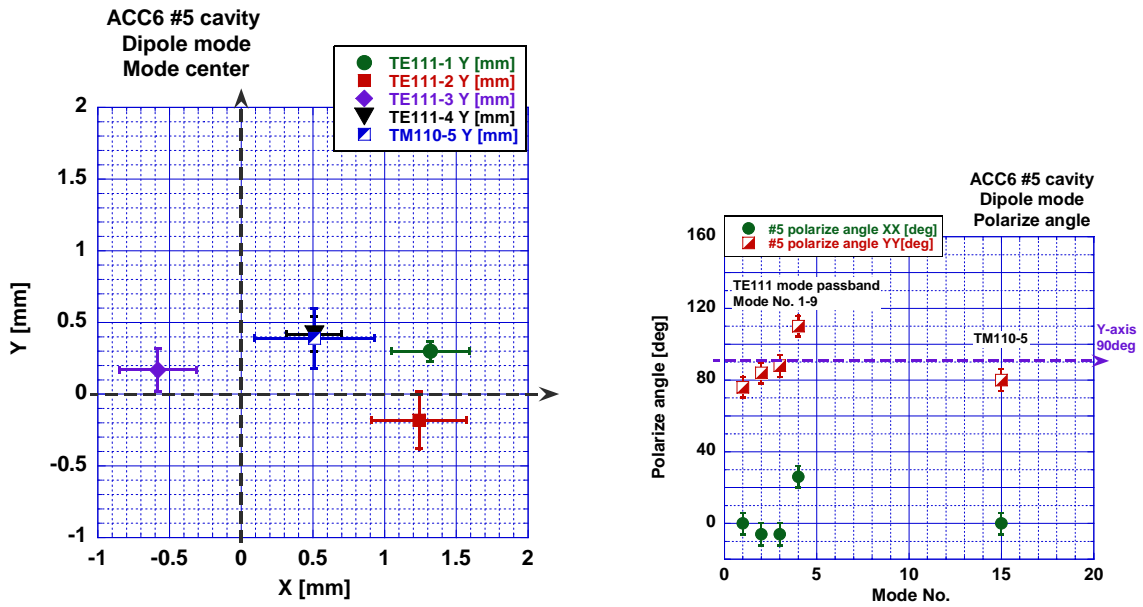 ACC6 #5 cavity
Dipole mode
Mode center
TE111-1 Y [mm]
TE111-2 Y [mm]
TE111-3 Y [mm]
TE111-4 Y [mm]
TM110-5 Y [mm]
2
1.5
1
0.5
0
-0.5
-1
Y [mm]
-1
-0.5
0
0.5
1
1.5
2
X [mm]
ACC6 #5 cavity
Dipole mode
Polarize angle
#5 polarize angle XX [deg]
#5 polarize angle YY[deg]
TE111 mode passband
Mode No. 1-9
TM110-5
Y-axis
90deg
160
120
80
40
0
Polarize angle [deg]
0
5
10
15
20
Mode No.